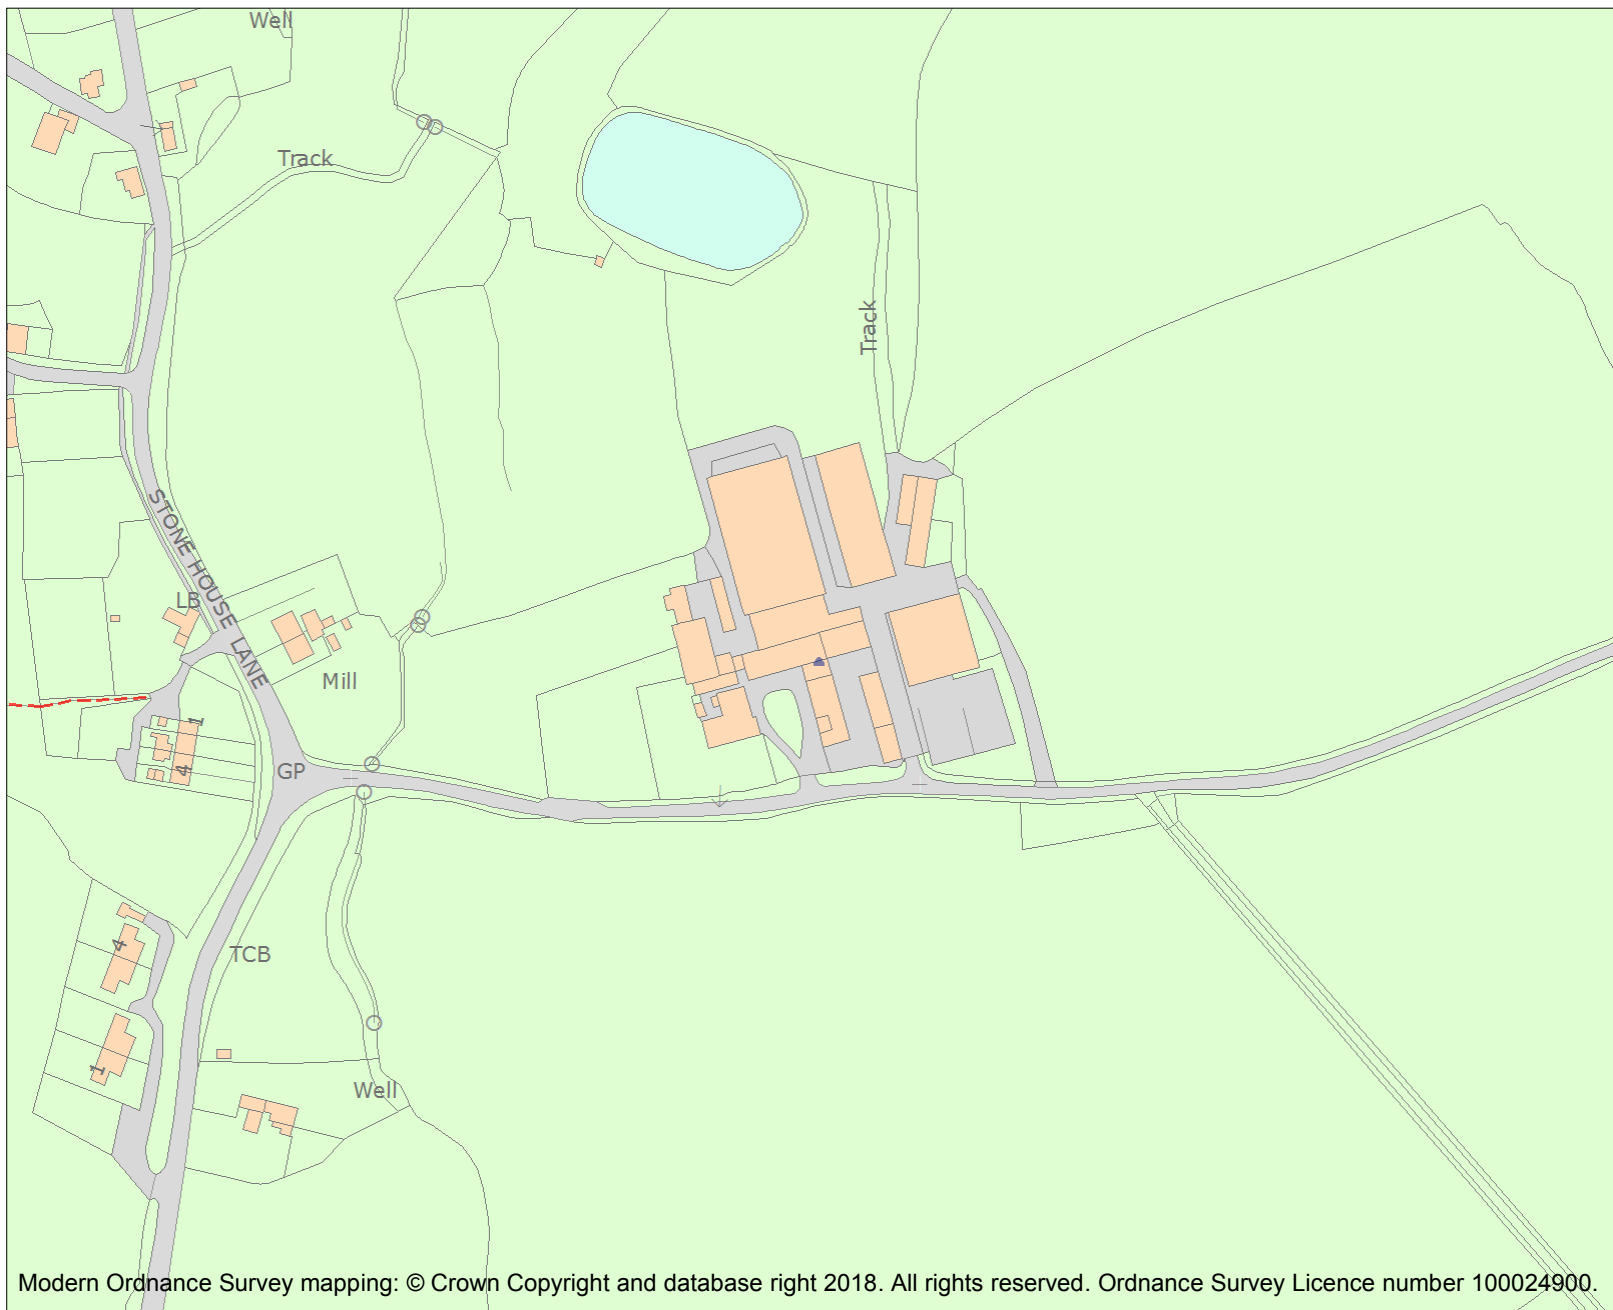 Well
Track
Track
STONE HOUSE LANE
LB
Mill
1
4
GP
4
TCB
1
Well
Modern Ordnance Survey mapping: © Crown Copyright and database right 2018. All rights reserved. Ordnance Survey Licence number 100024900.